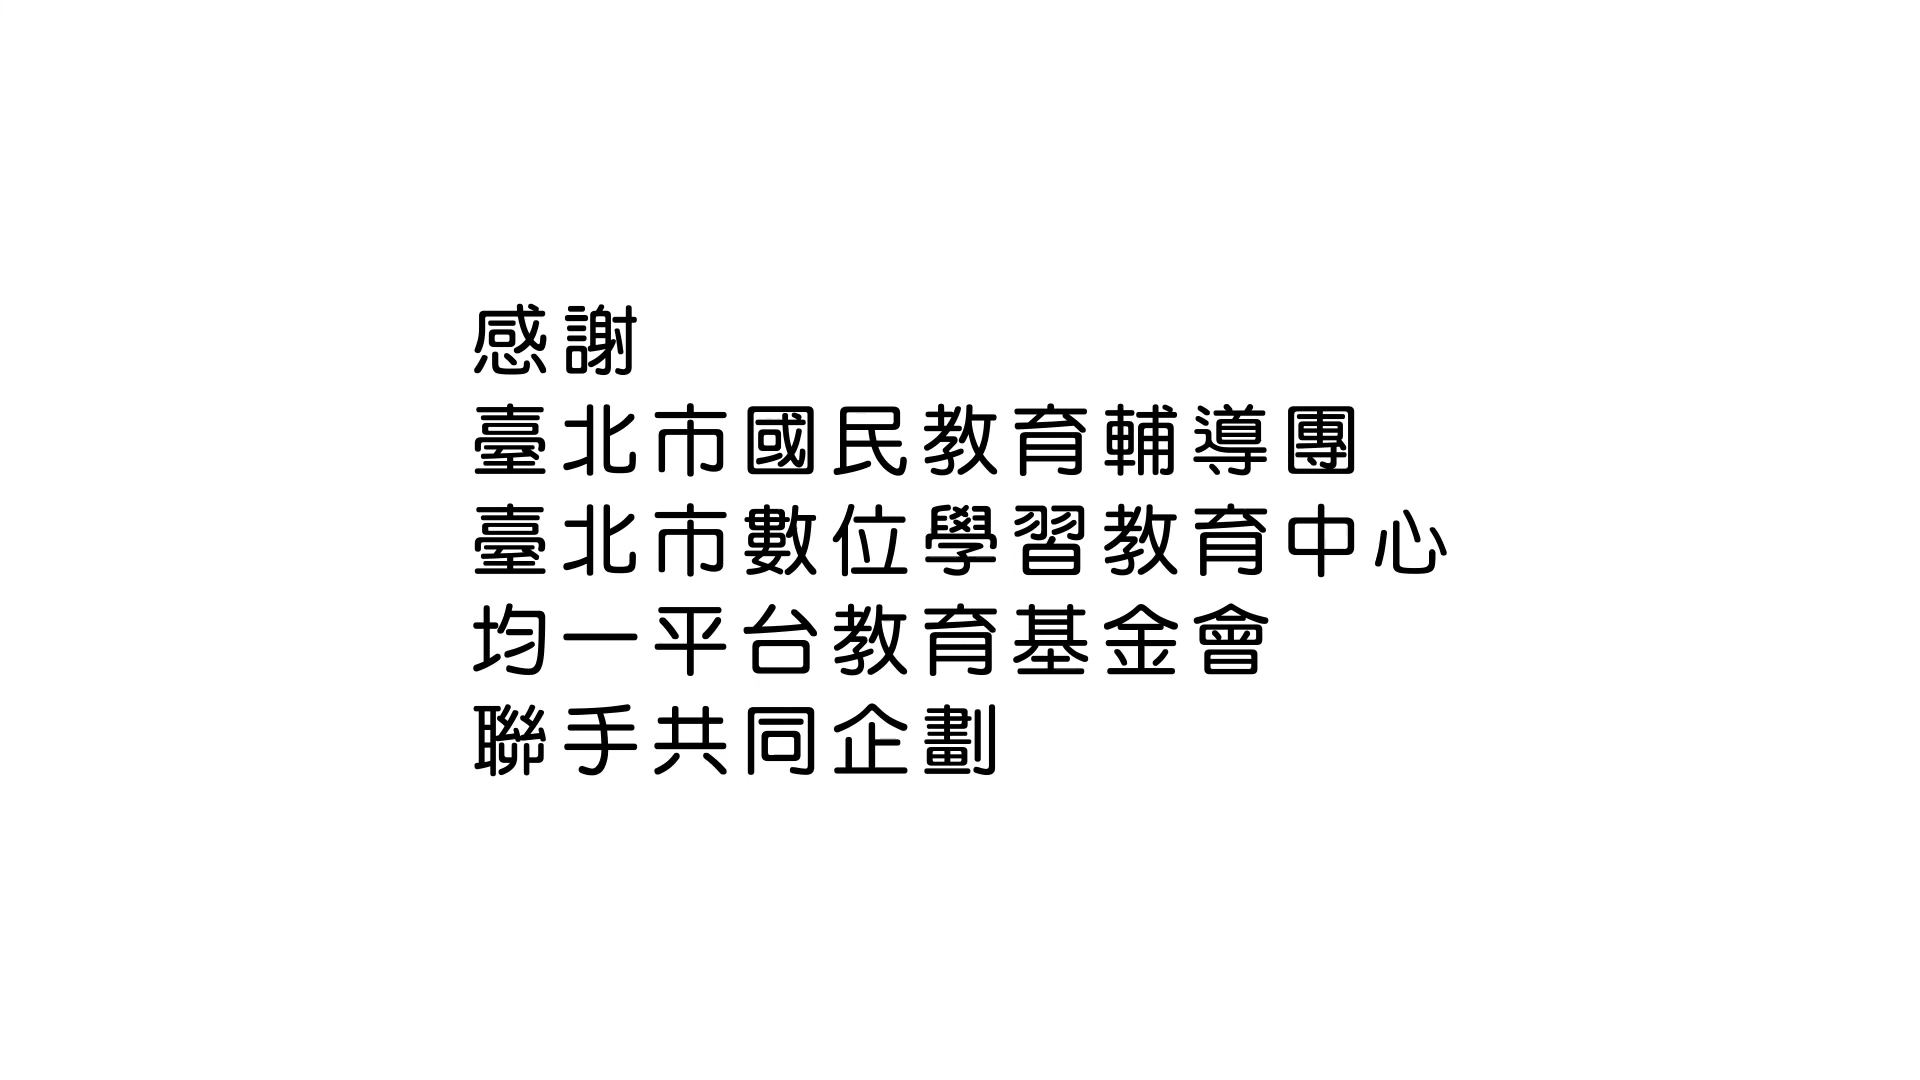 感謝
臺北市國民教育輔導團
臺北市數位學習教育中心
均一平台教育基金會
聯手共同企劃